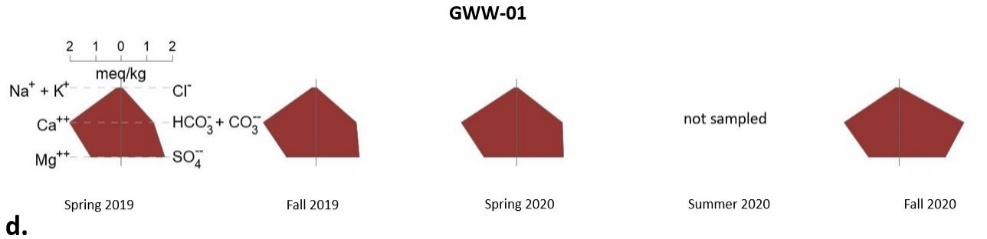 GWW-01
2 1 0 1 2
meq/kg
Na⁺ + K⁺ Cl⁻
Ca⁺⁺ HCO₃⁻ + CO₃⁻⁻
not sampled
Mg⁺⁺ SO₄⁻⁻
Spring 2019 Fall 2019 Spring 2020 Summer 2020 Fall 2020
d.